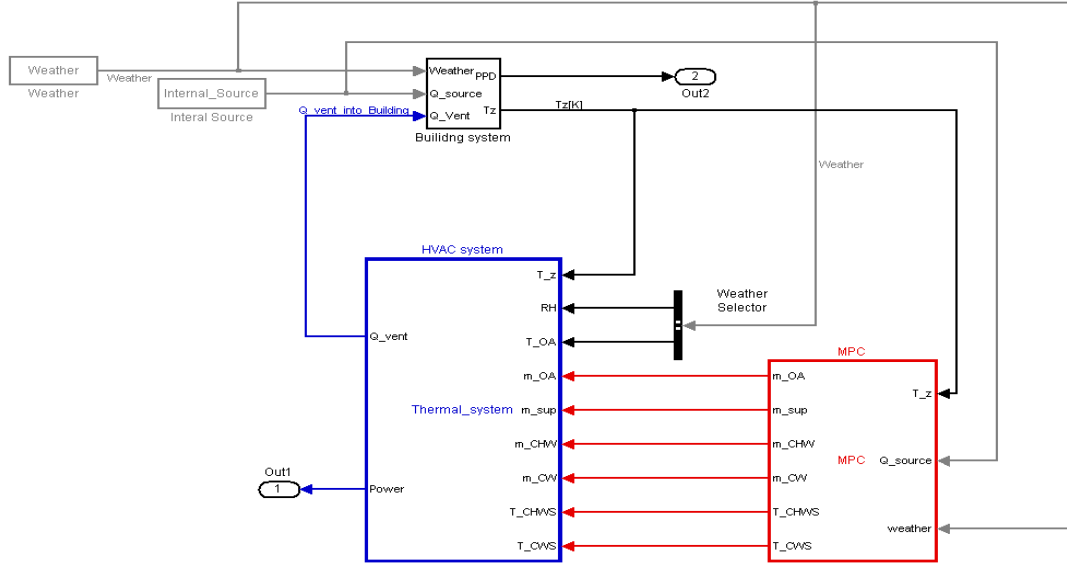 Weather
Weather
Weather
Internal_Source
Interal Source
Q_vent_into_Building
Weather
Q_source
Q_Vent
PPD
Tz
Builidng system
2
Out2
Tz[K]
Weather
HVAC system
T_z
RH
T_OA
m_OA
m_sup
m_CHW
m_CW
T_CHWS
T_CWS
Q_vent
Thermal_system
Power
Out1
1
Weather
Selector
MPC
m_OA
m_sup
m_CHW
m_CW
T_CHWS
T_CWS
MPC
T_z
Q_source
weather